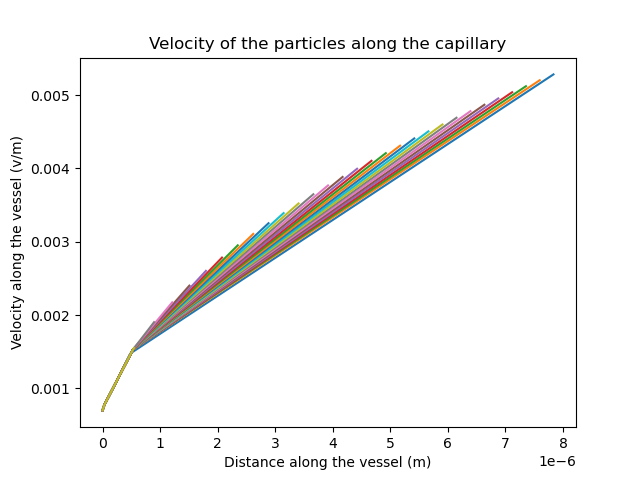 Velocity of the particles along the capillary
Velocity along the vessel (v/m)
0.005
0.004
0.003
0.002
0.001
0 1 2 3 4 5 6 7 8
1e−6
Distance along the vessel (m)